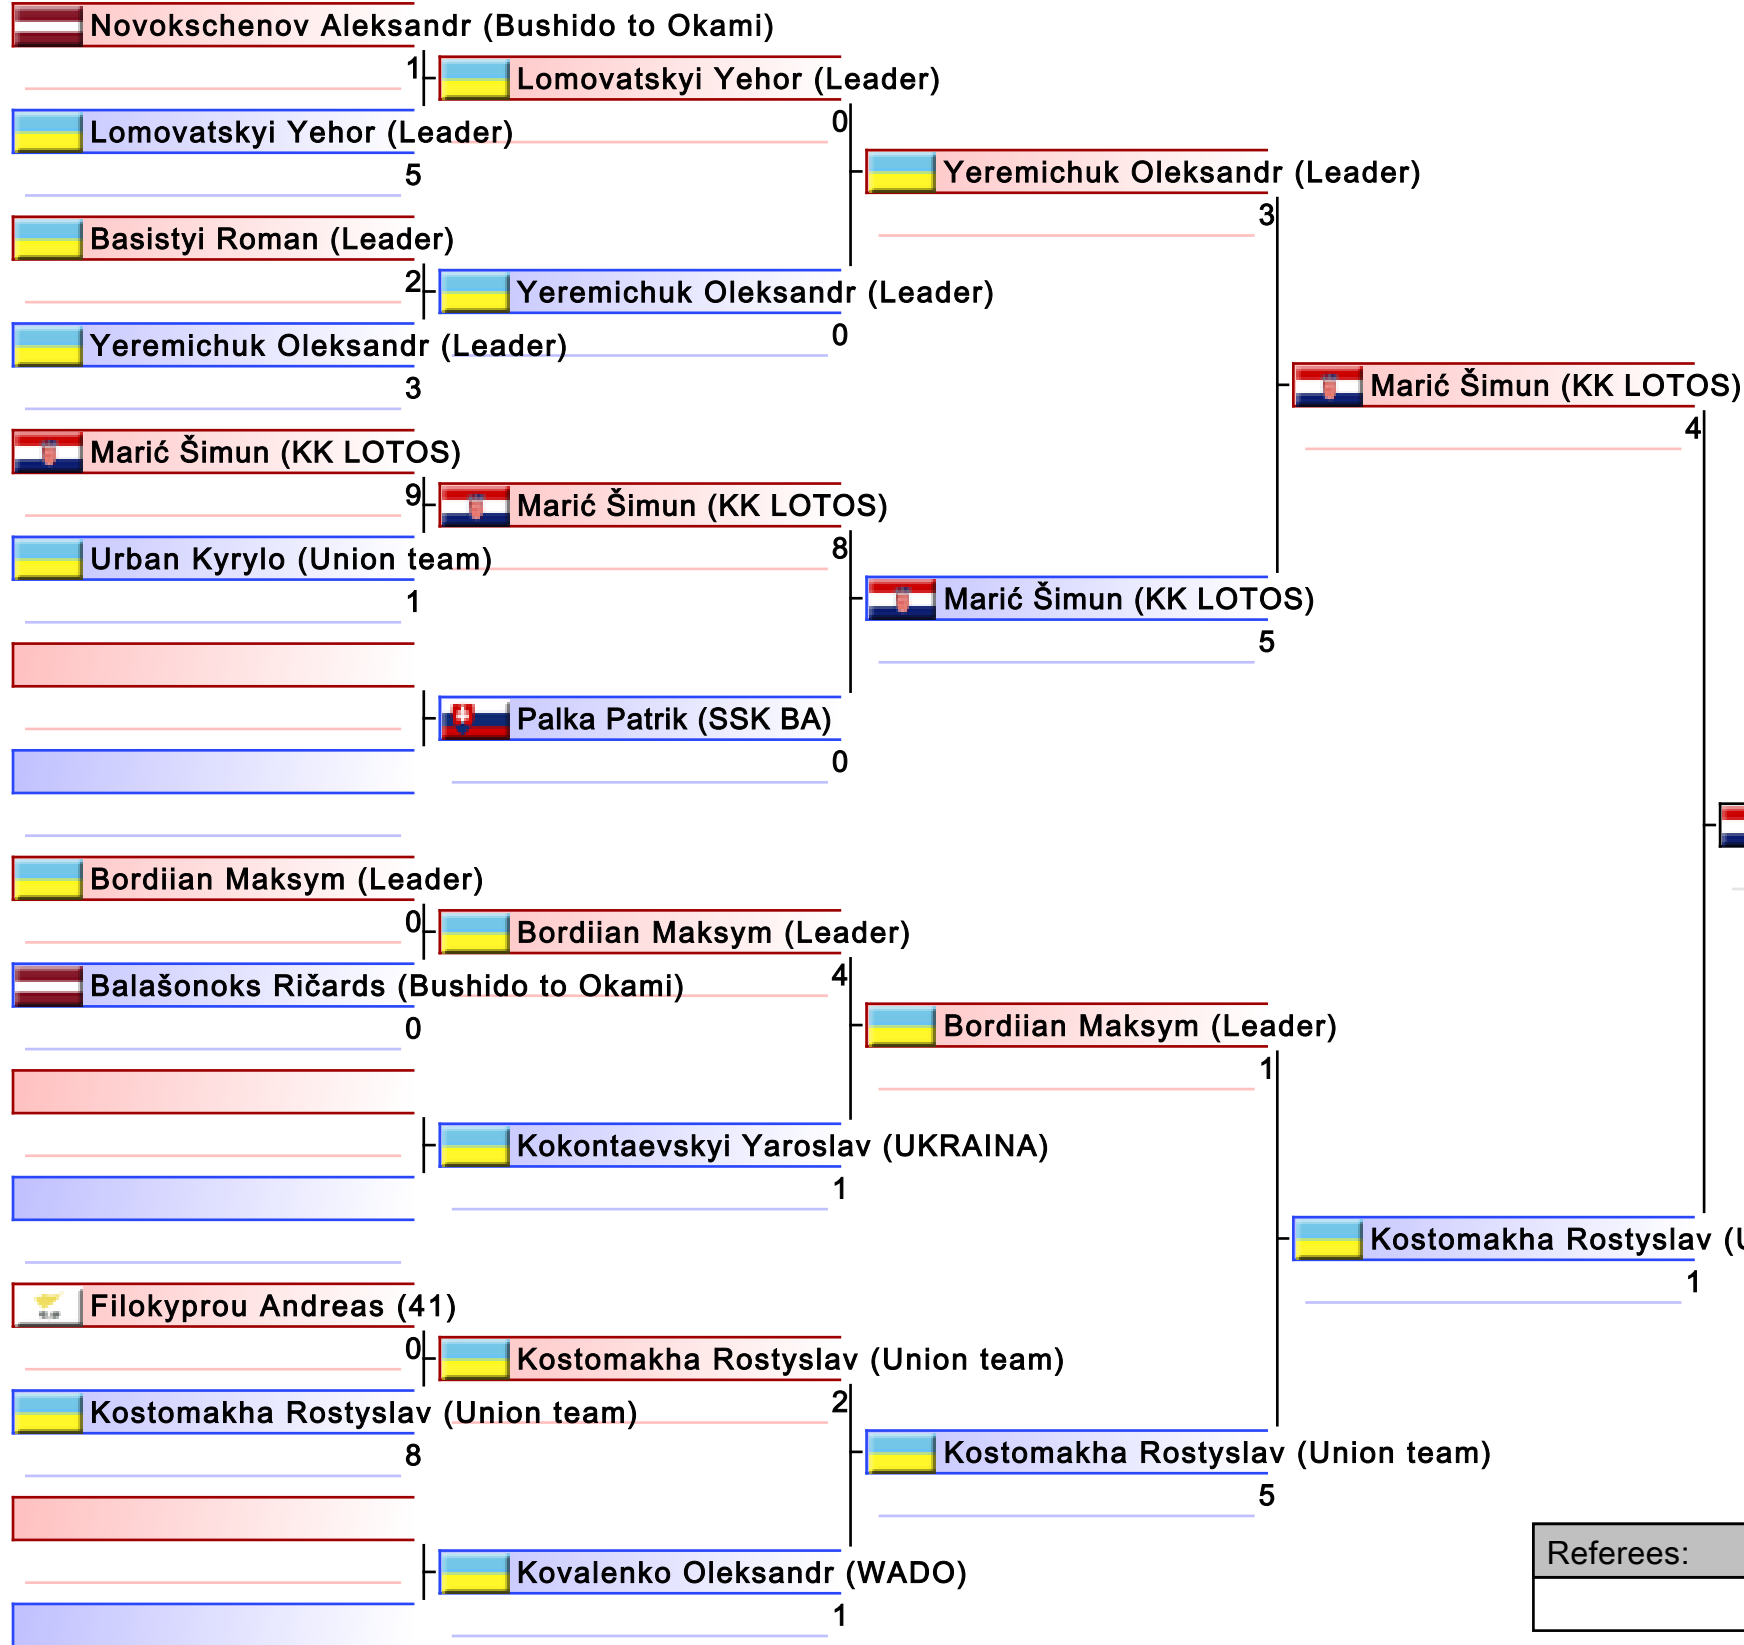 Novokschenov Aleksandr (Bushido to Okami)
1
Lomovatskyi Yehor (Leader)
5
Basistyi Roman (Leader)
2
Yeremichuk Oleksandr (Leader)
3
Marić Šimun (KK LOTOS)
9
Urban Kyrylo (Union team)
1
Bordiian Maksym (Leader)
0
Balašonoks Ričards (Bushido to Okami)
0
Filokyprou Andreas (41)
0
Kostomakha Rostyslav (Union team)
8
Lomovatskyi Yehor (Leader)
0
Yeremichuk Oleksandr (Leader)
0
Marić Šimun (KK LOTOS)
8
Palka Patrik (SSK BA)
0
Bordiian Maksym (Leader)
4
Kokontaevskyi Yaroslav (UKRAINA)
1
Kostomakha Rostyslav (Union team)
2
Kovalenko Oleksandr (WADO)
1
Yeremichuk Oleksandr (Leader)
3
Marić Šimun (KK LOTOS)
5
Bordiian Maksym (Leader)
1
Kostomakha Rostyslav (Union team)
5
Marić Šimun (KK LOTOS)
4
Kostomakha Rostyslav (
1
Referees: